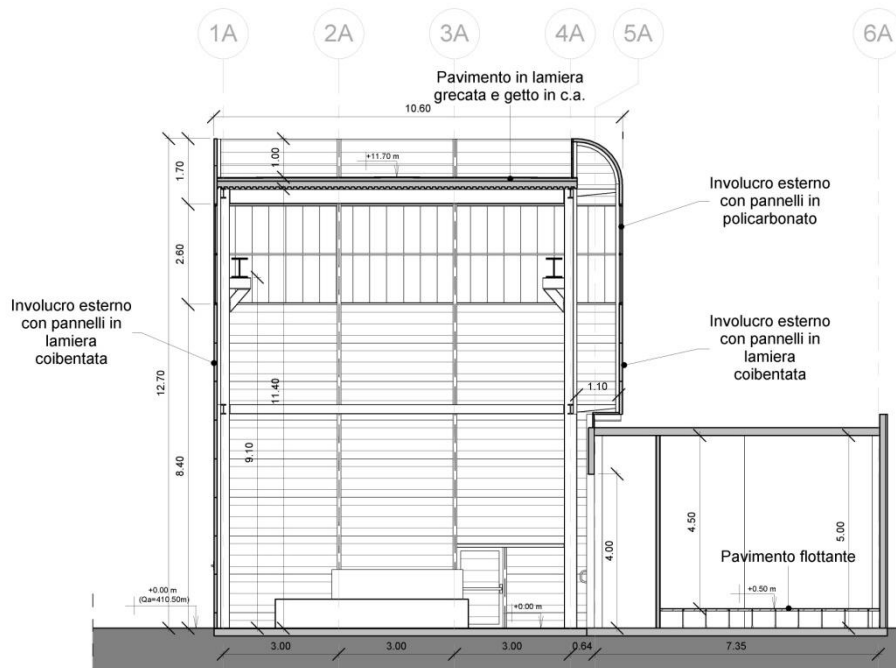 1A
2A
3A
4A
5A
6A
Pavimento in lamiera
grecata e getto in c.a.
10.60
1.70
1.00
+11.70 m
Involucro esterno
con pannelli in
policarbonato
2.60
Involucro esterno
con pannelli in
lamiera
coibentata
Involucro esterno
con pannelli in
lamiera
coibentata
12.70
11.40
1.10
9.10
8.40
4.50
5.00
4.00
Pavimento flottante
+0.00 m
(Qa=410.50m)
+0.00 m
+0.50 m
3.00
3.00
3.00
0.64
7.35